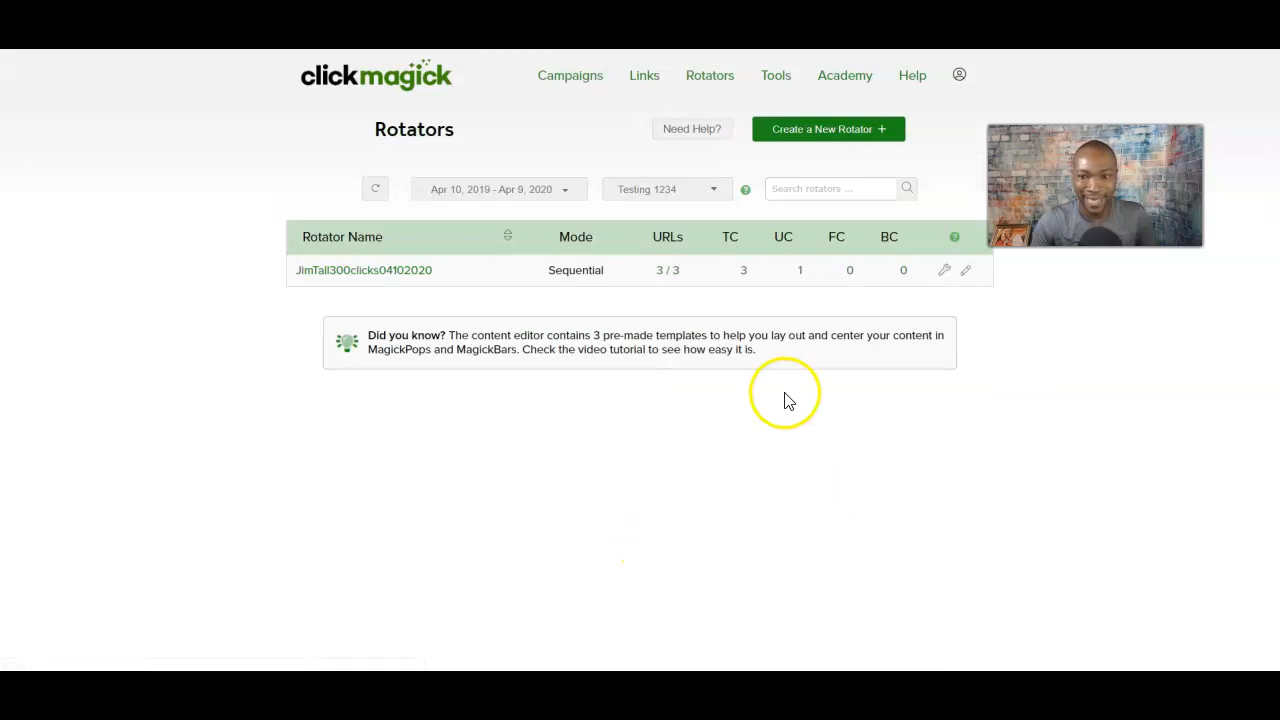 clickmagick
Campaigns Links Rotators Tools Academy Help
Rotators
Need Help?
Create a New Rotator +
Apr 10, 2019 - Apr 9, 2020
Testing 1234
Search rotators ...
Rotator Name Mode URLs TC UC FC BC
JimTall300clicks04102020 Sequential 3 / 3 3 1 0 0
Did you know? The content editor contains 3 pre-made templates to help you lay out and center your content in
MagickPops and MagickBars. Check the video tutorial to see how easy it is.